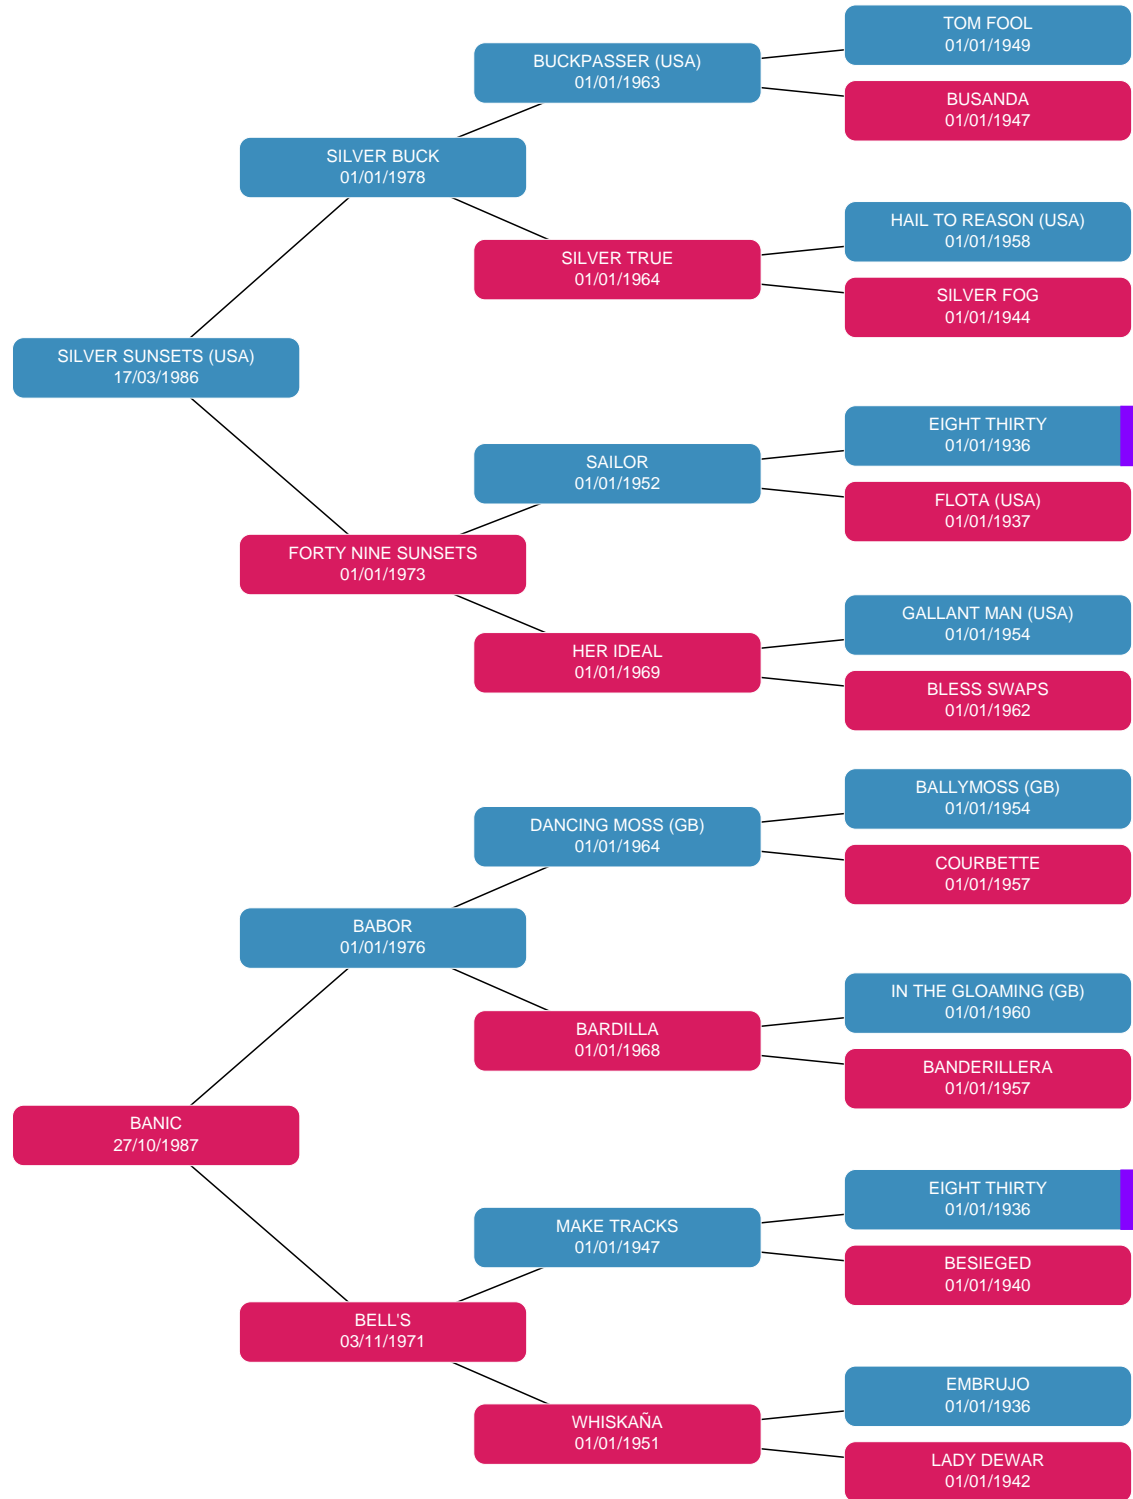 TOM FOOL
01/01/1949
BUCKPASSER (USA)
01/01/1963
BUSANDA
01/01/1947
SILVER BUCK
01/01/1978
HAIL TO REASON (USA)
01/01/1958
SILVER TRUE
01/01/1964
SILVER FOG
01/01/1944
SILVER SUNSETS (USA)
17/03/1986
EIGHT THIRTY
01/01/1936
SAILOR
01/01/1952
FLOTA (USA)
01/01/1937
FORTY NINE SUNSETS
01/01/1973
GALLANT MAN (USA)
01/01/1954
HER IDEAL
01/01/1969
BLESS SWAPS
01/01/1962
BALLYMOSS (GB)
01/01/1954
DANCING MOSS (GB)
01/01/1964
COURBETTE
01/01/1957
BABOR
01/01/1976
IN THE GLOAMING (GB)
01/01/1960
BARDILLA
01/01/1968
BANDERILLERA
01/01/1957
BANIC
27/10/1987
EIGHT THIRTY
01/01/1936
MAKE TRACKS
01/01/1947
BESIEGED
01/01/1940
BELL'S
03/11/1971
EMBRUJO
01/01/1936
WHISKAÑA
01/01/1951
LADY DEWAR
01/01/1942